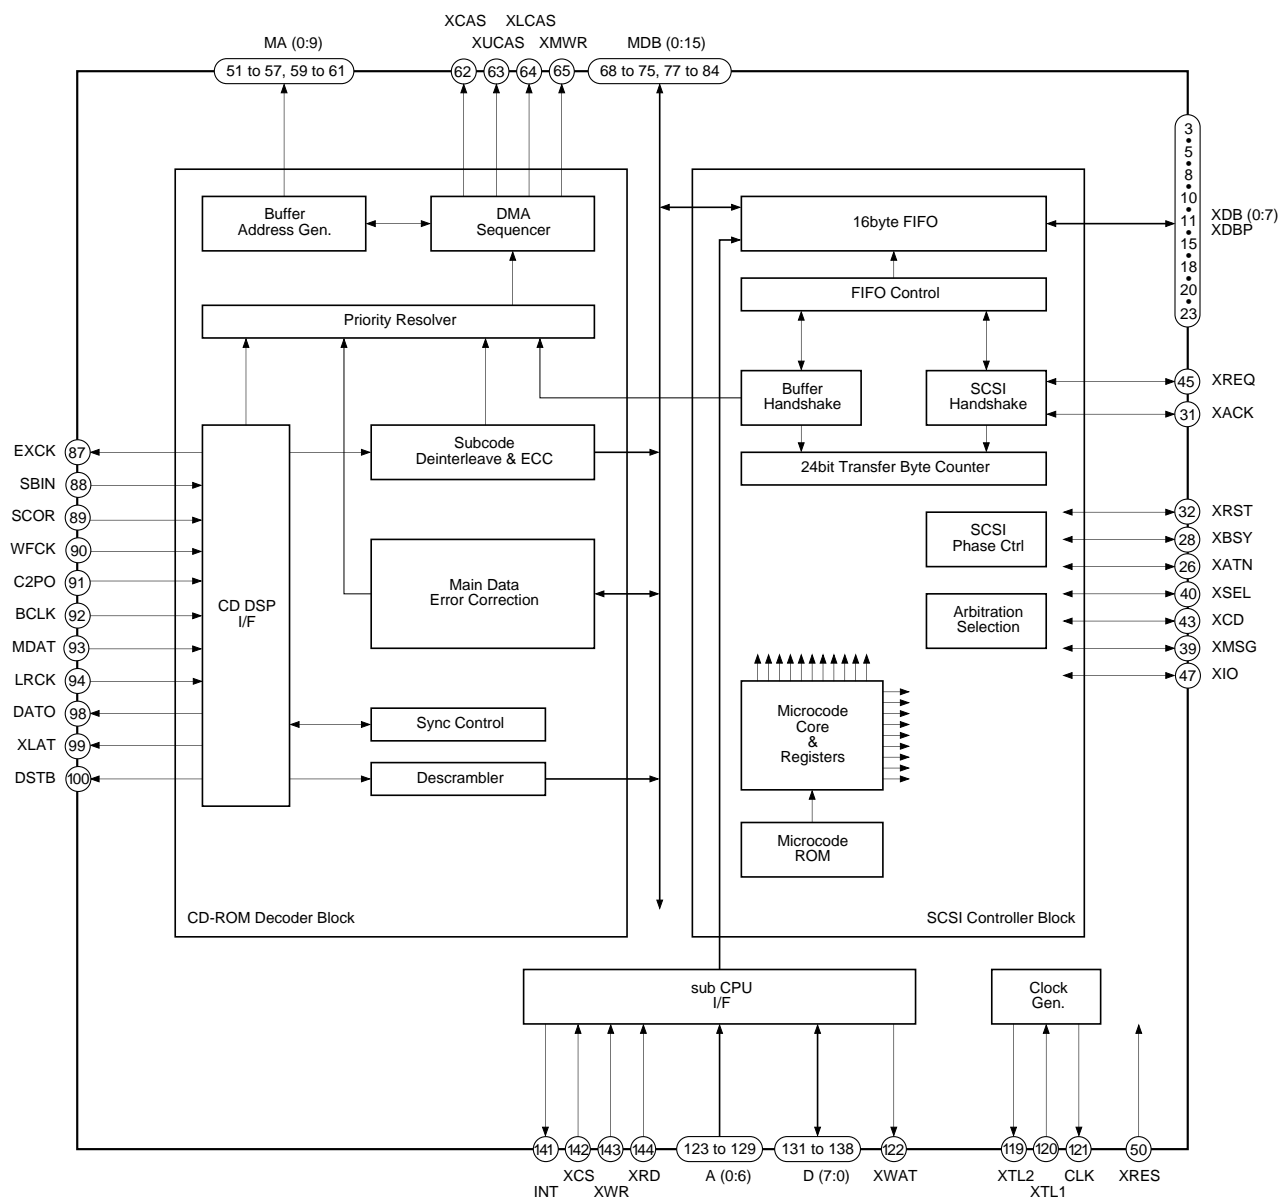 XCAS XLCAS
MA (0:9) XUCAS XMWR MDB (0:15)
51 to 57, 59 to 61 62 63 64 65 68 to 75, 77 to 84
3
5
8
10
11
15
18
20
23
XDB (0:7)
XDBP
Buffer
Address Gen.
DMA
Sequencer
16byte FIFO
FIFO Control
Priority Resolver
Buffer
Handshake
SCSI
Handshake
45 XREQ
31 XACK
24bit Transfer Byte Counter
EXCK 87
SBIN 88
SCOR 89
WFCK 90
C2PO 91
BCLK 92
MDAT 93
LRCK 94
DATO 98
XLAT 99
DSTB 100
CD DSP
I/F
Subcode
Deinterleave & ECC
Main Data
Error Correction
Sync Control
Descrambler
CD-ROM Decoder Block
SCSI
Phase Ctrl
Arbitration
Selection
32 XRST
28 XBSY
26 XATN
40 XSEL
43 XCD
39 XMSG
47 XIO
Microcode
Core
&
Registers
Microcode
ROM
SCSI Controller Block
sub CPU
I/F
Clock
Gen.
141 142 143 144 123 to 129 131 to 138 122 119 120 121 50
XCS XRD A (0:6) D (7:0) XWAT XTL2 CLK XRES
INT XWR XTL1